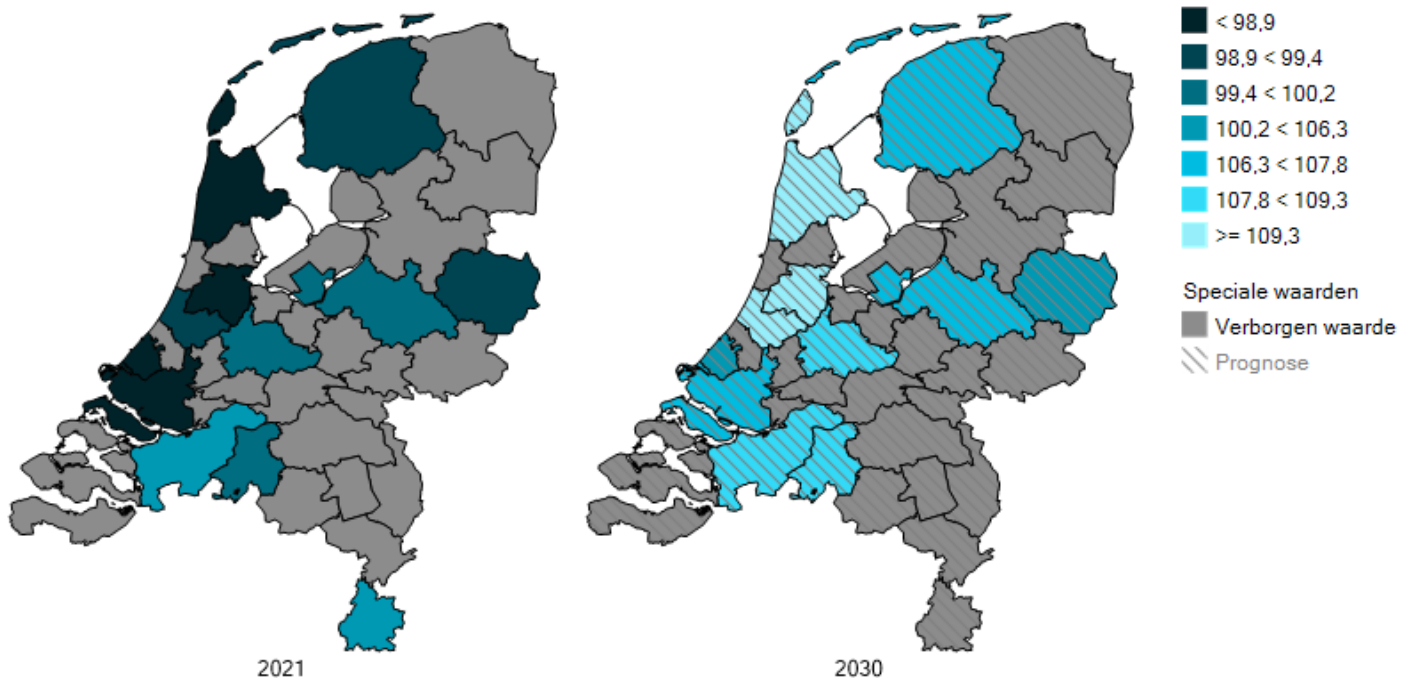 < 98,9
98,9 < 99,4
99,4 < 100,2
100,2 < 106,3
106,3 < 107,8
107,8 < 109,3
>= 109,3
Speciale waarden
Verborgen waarde
Prognose
2021
2030